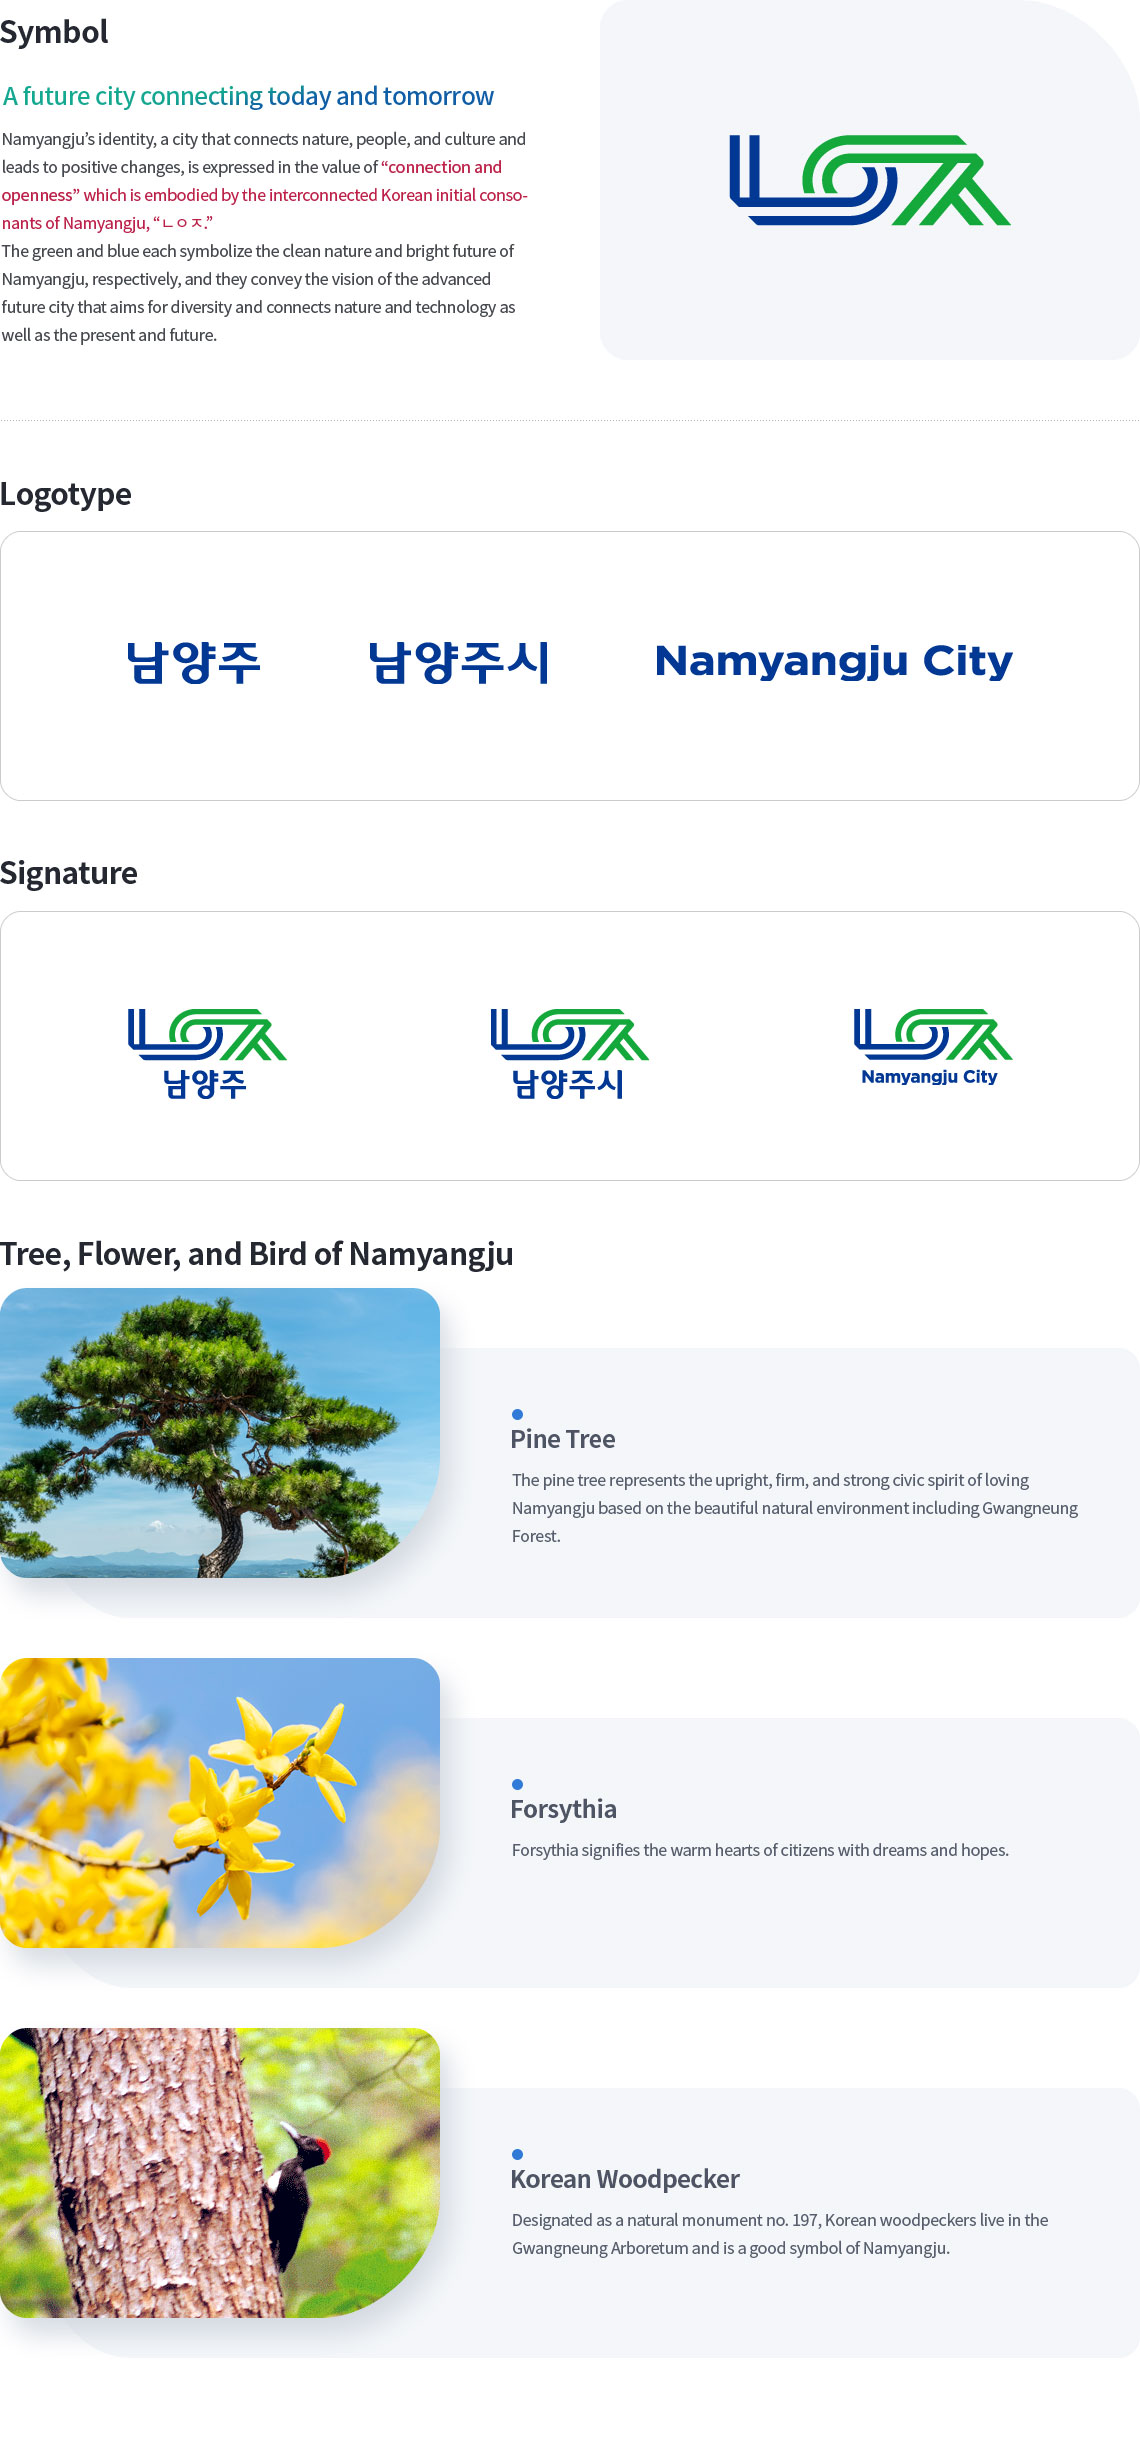 Symbol
A future city connecting today and tomorrow
Namyangju’s identity, a city that connects nature, people, and culture and
leads to positive changes, is expressed in the value of “connection and
openness” which is embodied by the interconnected Korean initial conso-
nants of Namyangju, “ㄴㅇㅈ.”
The green and blue each symbolize the clean nature and bright future of
Namyangju, respectively, and they convey the vision of the advanced
future city that aims for diversity and connects nature and technology as
well as the present and future.
ㄴㅇㅈ
Logotype
남양주 남양주시 Namyangju City
Signature
ㄴㅇㅈ ㄴㅇㅈ ㄴㅇㅈ
남양주 남양주시 Namyangju City
Tree, Flower, and Bird of Namyangju
Pine Tree
The pine tree represents the upright, firm, and strong civic spirit of loving
Namyangju based on the beautiful natural environment including Gwangneung
Forest.
Forsythia
Forsythia signifies the warm hearts of citizens with dreams and hopes.
Korean Woodpecker
Designated as a natural monument no. 197, Korean woodpeckers live in the
Gwangneung Arboretum and is a good symbol of Namyangju.